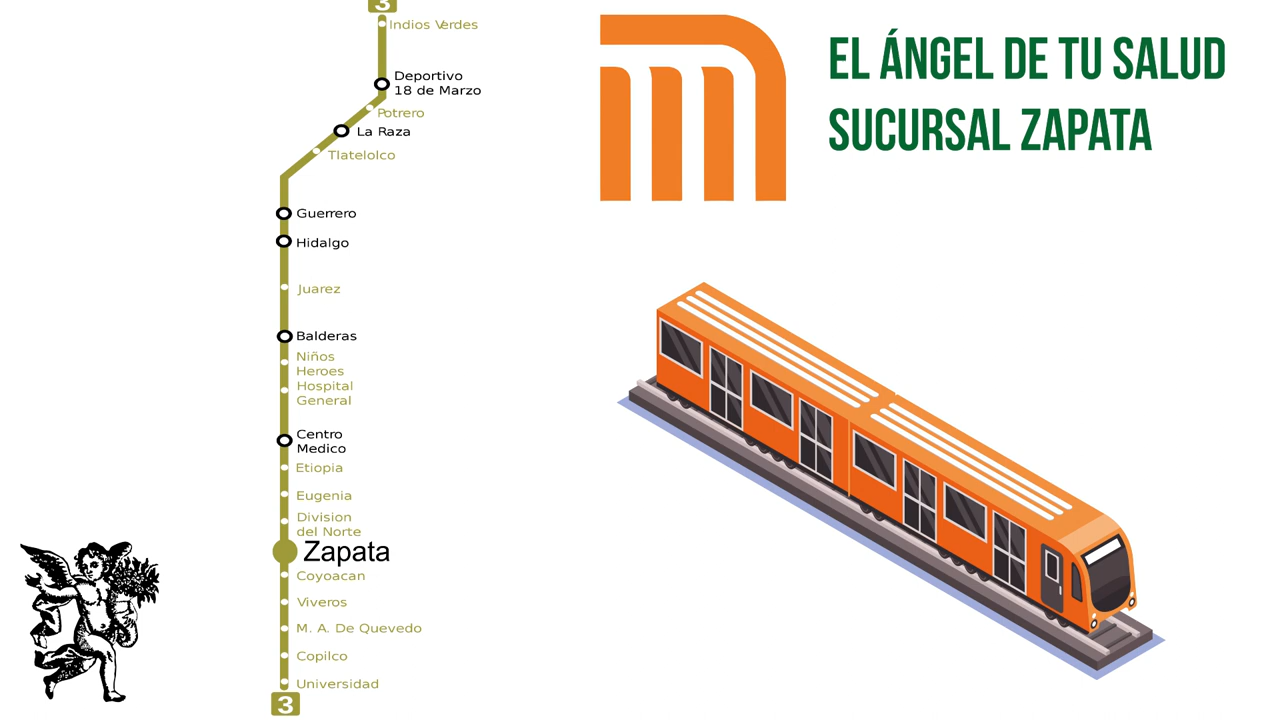 3
Indios Verdes
Deportivo
18 de Marzo
Potrero
La Raza
Tlatelolco
Guerrero
Hidalgo
Juarez
Balderas
Niños
Heroes
Hospital
General
Centro
Medico
Etiopia
Eugenia
Division
del Norte
Zapata
Coyoacan
Viveros
M. A. De Quevedo
Copilco
Universidad
3
EL ÁNGEL DE TU SALUD
SUCURSAL ZAPATA